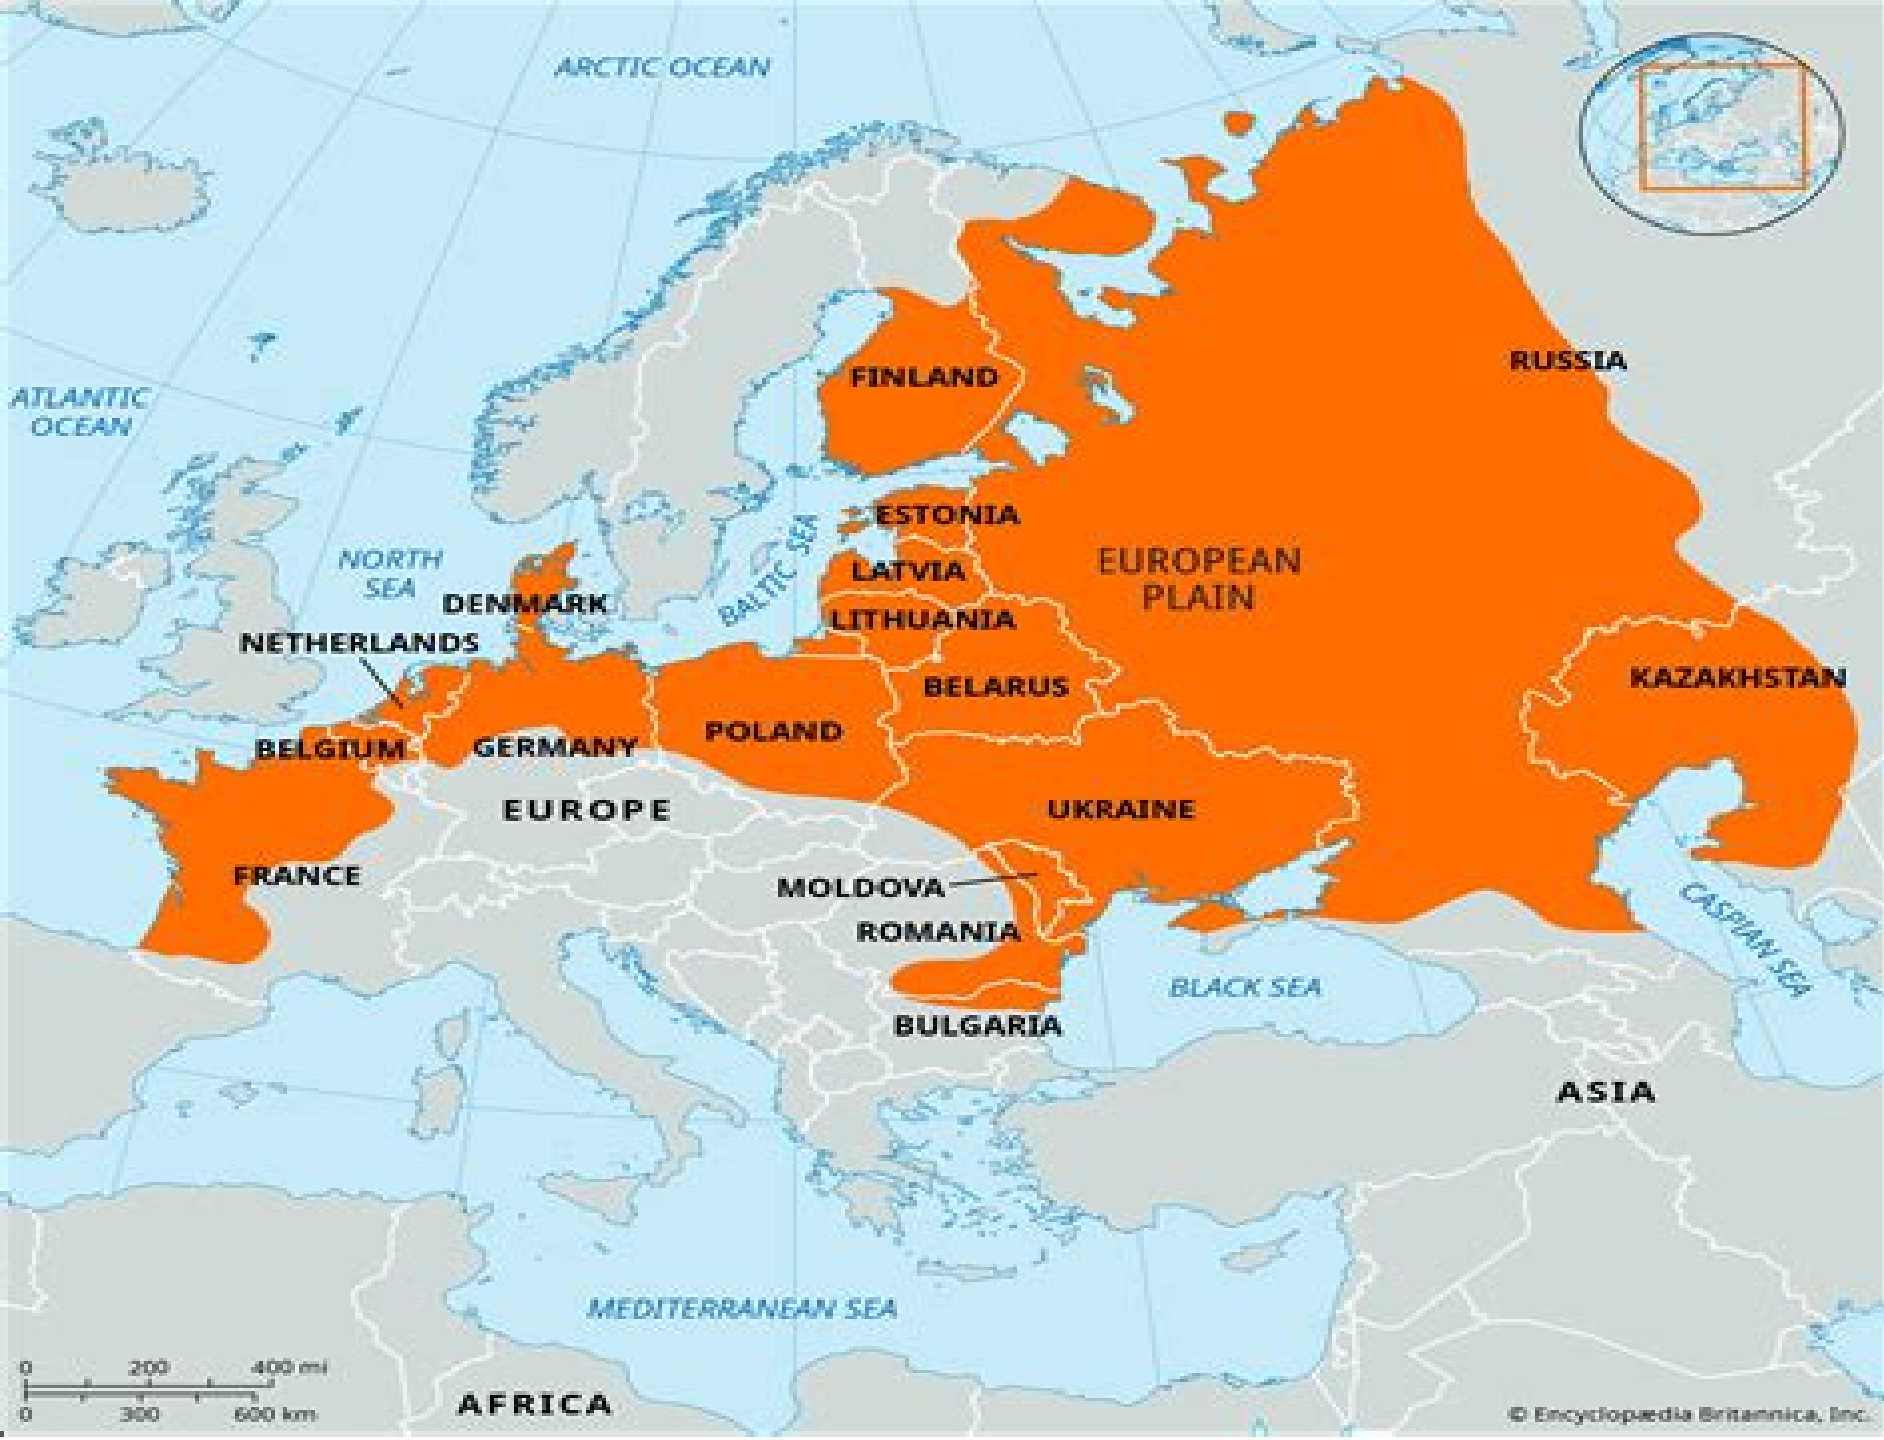 ARCTIC OCEAN
RUSSIA
FINLAND
ATLANTIC
OCEAN
ESTONIA
BALTIC SEA
NORTH
SEA
EUROPEAN
PLAIN
LATVIA
DENMARK
LITHUANIA
NETHERLANDS
BELARUS
KAZAKHSTAN
POLAND
BELGIUM
GERMANY
EUROPE
UKRAINE
FRANCE
MOLDOVA
ROMANIA
CASPIAN SEA
BLACK SEA
BULGARIA
ASIA
MEDITERRANEAN SEA
0 200 400 mi
0 300 600 km
AFRICA
© Encyclopædia Britannica, Inc.